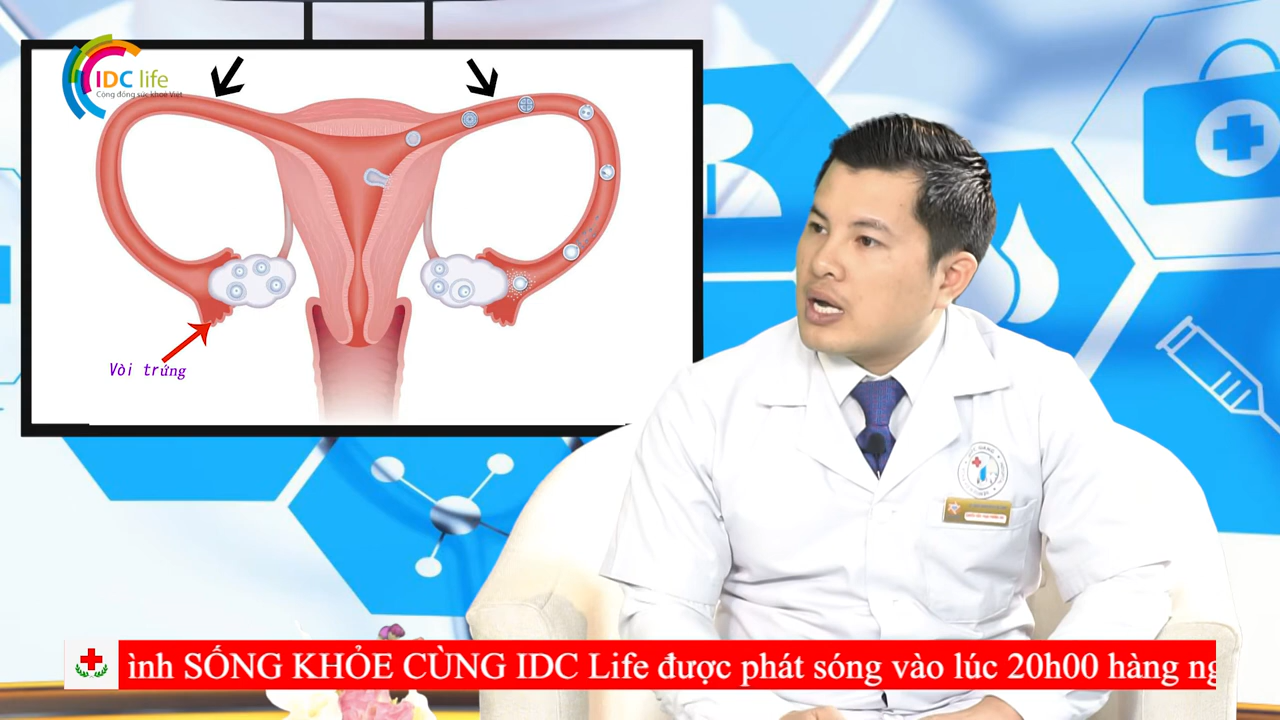 IDC life
Cộng đồng sức khoẻ Việt
Vòi trứng
ình SỐNG KHỎE CÙNG IDC Life được phát sóng vào lúc 20h00 hàng ng